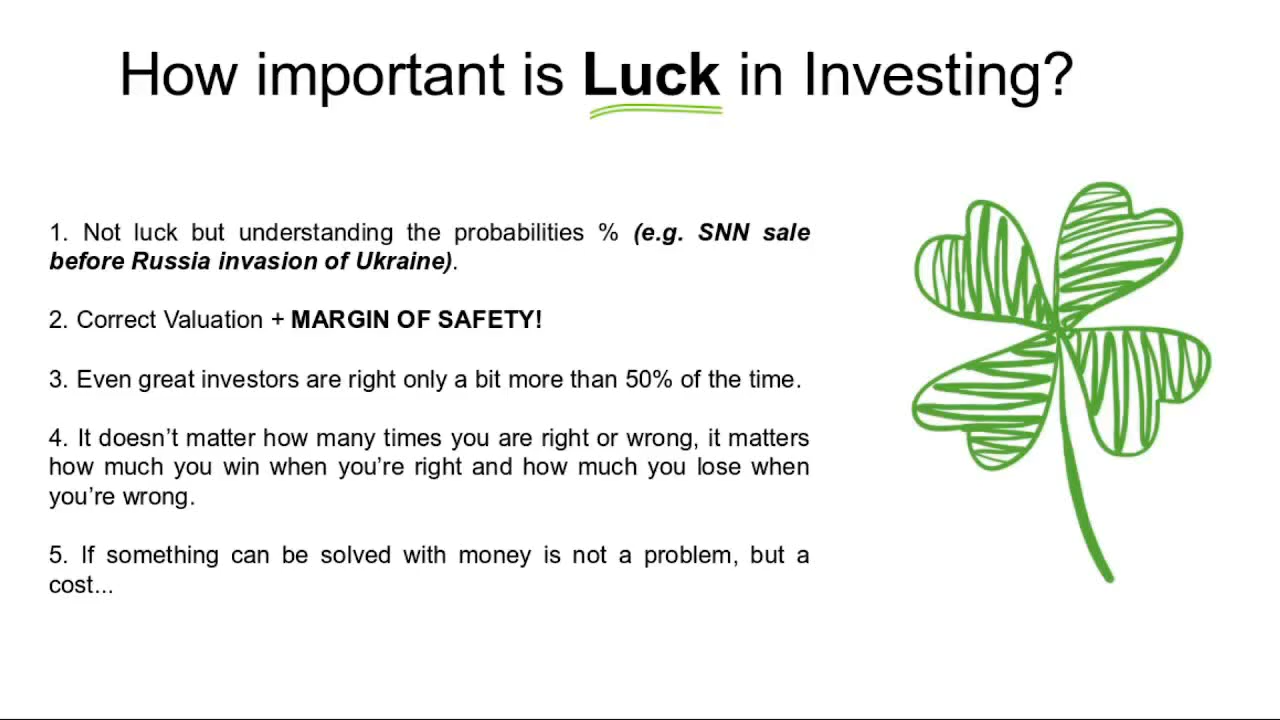 How important is Luck in Investing?
1. Not luck but understanding the probabilities % (e.g. SNN sale
before Russia invasion of Ukraine).
2. Correct Valuation + MARGIN OF SAFETY!
3. Even great investors are right only a bit more than 50% of the time.
4. It doesn’t matter how many times you are right or wrong, it matters
how much you win when you’re right and how much you lose when
you’re wrong.
5. If something can be solved with money is not a problem, but a
cost...